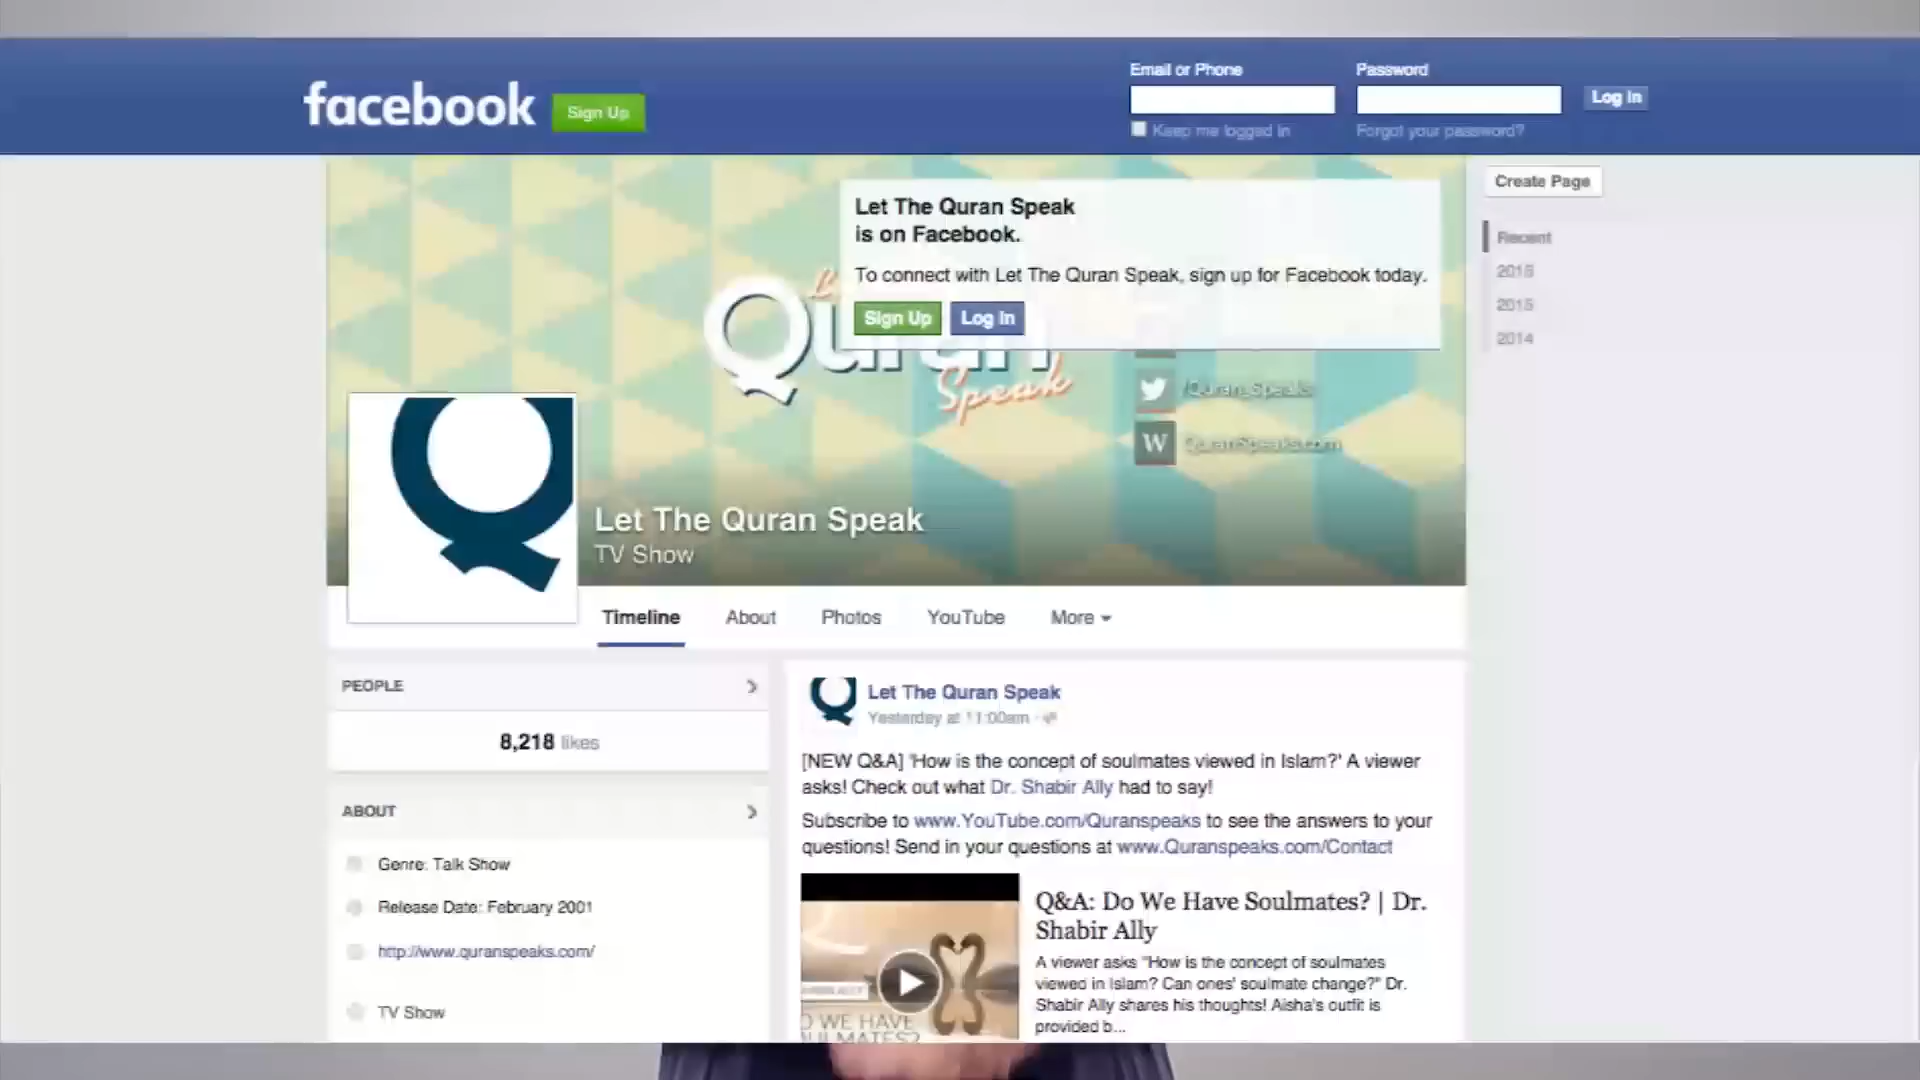 Email or Phone
Password
facebook
Sign Up
Log In
Keep me logged in
Forgot your password?
Create Page
Let The Quran Speak
is on Facebook.
To connect with Let The Quran Speak, sign up for Facebook today.
Sign Up
Log In
Recent
2015
2014
Quran
Speak
/Quran_Speaks
W
QuranSpeaks.com
Let The Quran Speak
TV Show
Timeline
About
Photos
YouTube
More
PEOPLE
8,218 likes
ABOUT
Genre: Talk Show
Release Date: February 2001
http://www.quranspeaks.com/
TV Show
Let The Quran Speak
Yesterday at 11:00am
[NEW Q&A] 'How is the concept of soulmates viewed in Islam?' A viewer
asks! Check out what Dr. Shabir Ally had to say!
Subscribe to www.YouTube.com/Quranspeaks to see the answers to your
questions! Send in your questions at www.Quranspeaks.com/Contact
Q&A: Do We Have Soulmates? | Dr.
Shabir Ally
A viewer asks "How is the concept of soulmates
viewed in Islam? Can ones' soulmate change?" Dr.
Shabir Ally shares his thoughts! Aisha's outfit is
provided b...
WE HAVE